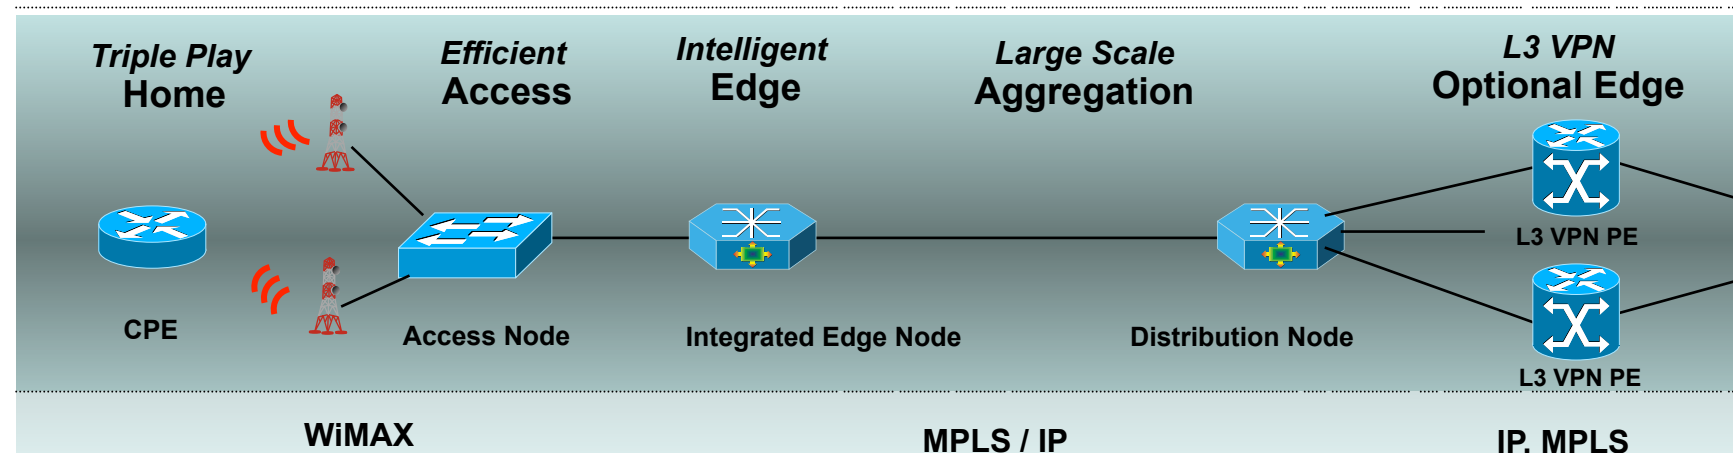 Triple Play
Home
Efficient
Access
Intelligent
Edge
Large Scale
Aggregation
L3 VPN
Optional Edge
L3 VPN PE
CPE
Access Node
Integrated Edge Node
Distribution Node
L3 VPN PE
WiMAX
MPLS / IP
IP, MPLS